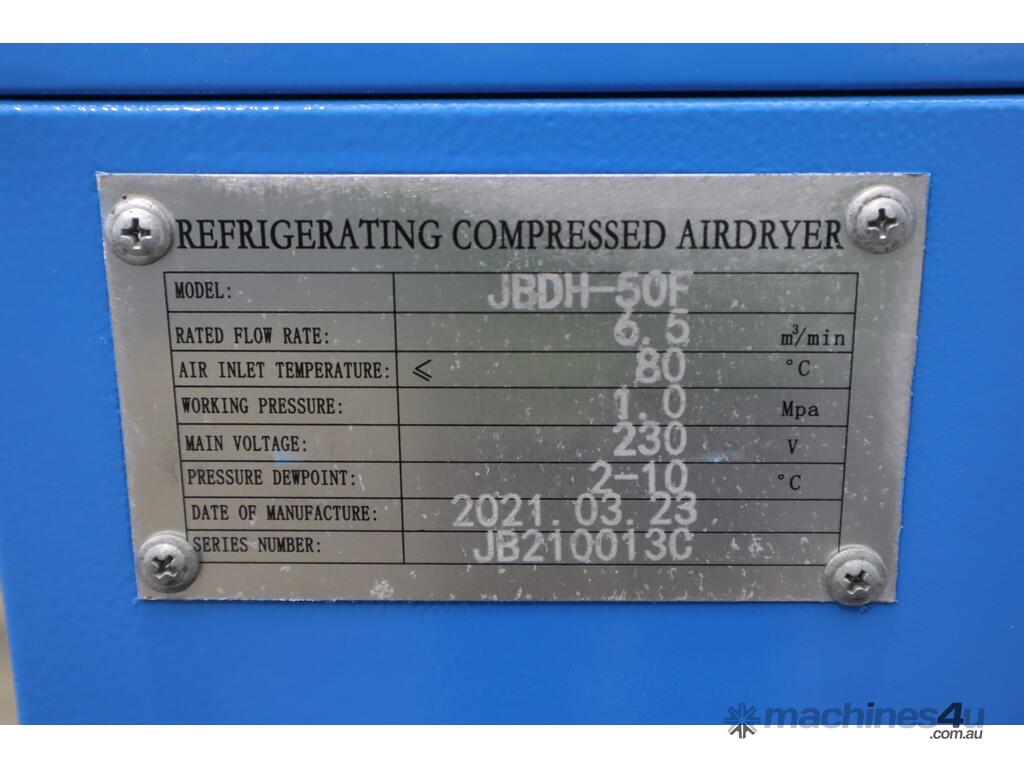 REFRIGERATING COMPRESSED AIRDRYER
MODEL: JBDH-50F
RATED FLOW RATE: 6.5 m³/min
AIR INLET TEMPERATURE: ≤ 80 °C
WORKING PRESSURE: 1.0 Mpa
MAIN VOLTAGE: 230 V
PRESSURE DEWPOINT: 2-10 °C
DATE OF MANUFACTURE: 2021.03.23
SERIES NUMBER: JB210013C
machines4u
.com.au